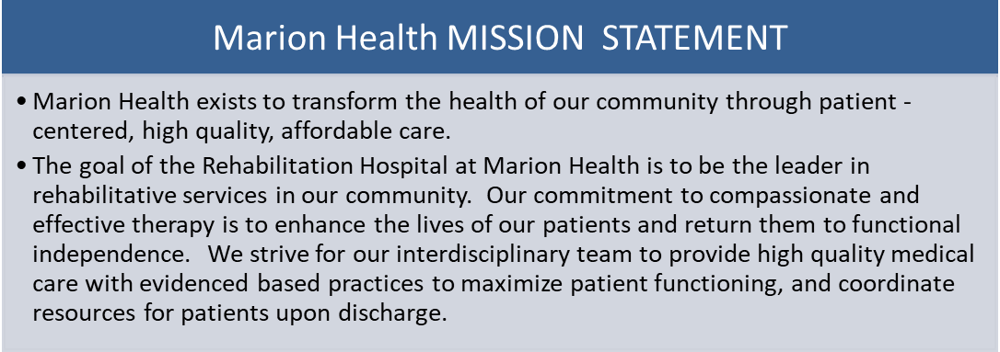 Marion Health MISSION  STATEMENT
• Marion Health exists to transform the health of our community through patient -
centered, high quality, affordable care.
• The goal of the Rehabilitation Hospital at Marion Health is to be the leader in
rehabilitative services in our community.  Our commitment to compassionate and
effective therapy is to enhance the lives of our patients and return them to functional
independence.   We strive for our interdisciplinary team to provide high quality medical
care with evidenced based practices to maximize patient functioning, and coordinate
resources for patients upon discharge.